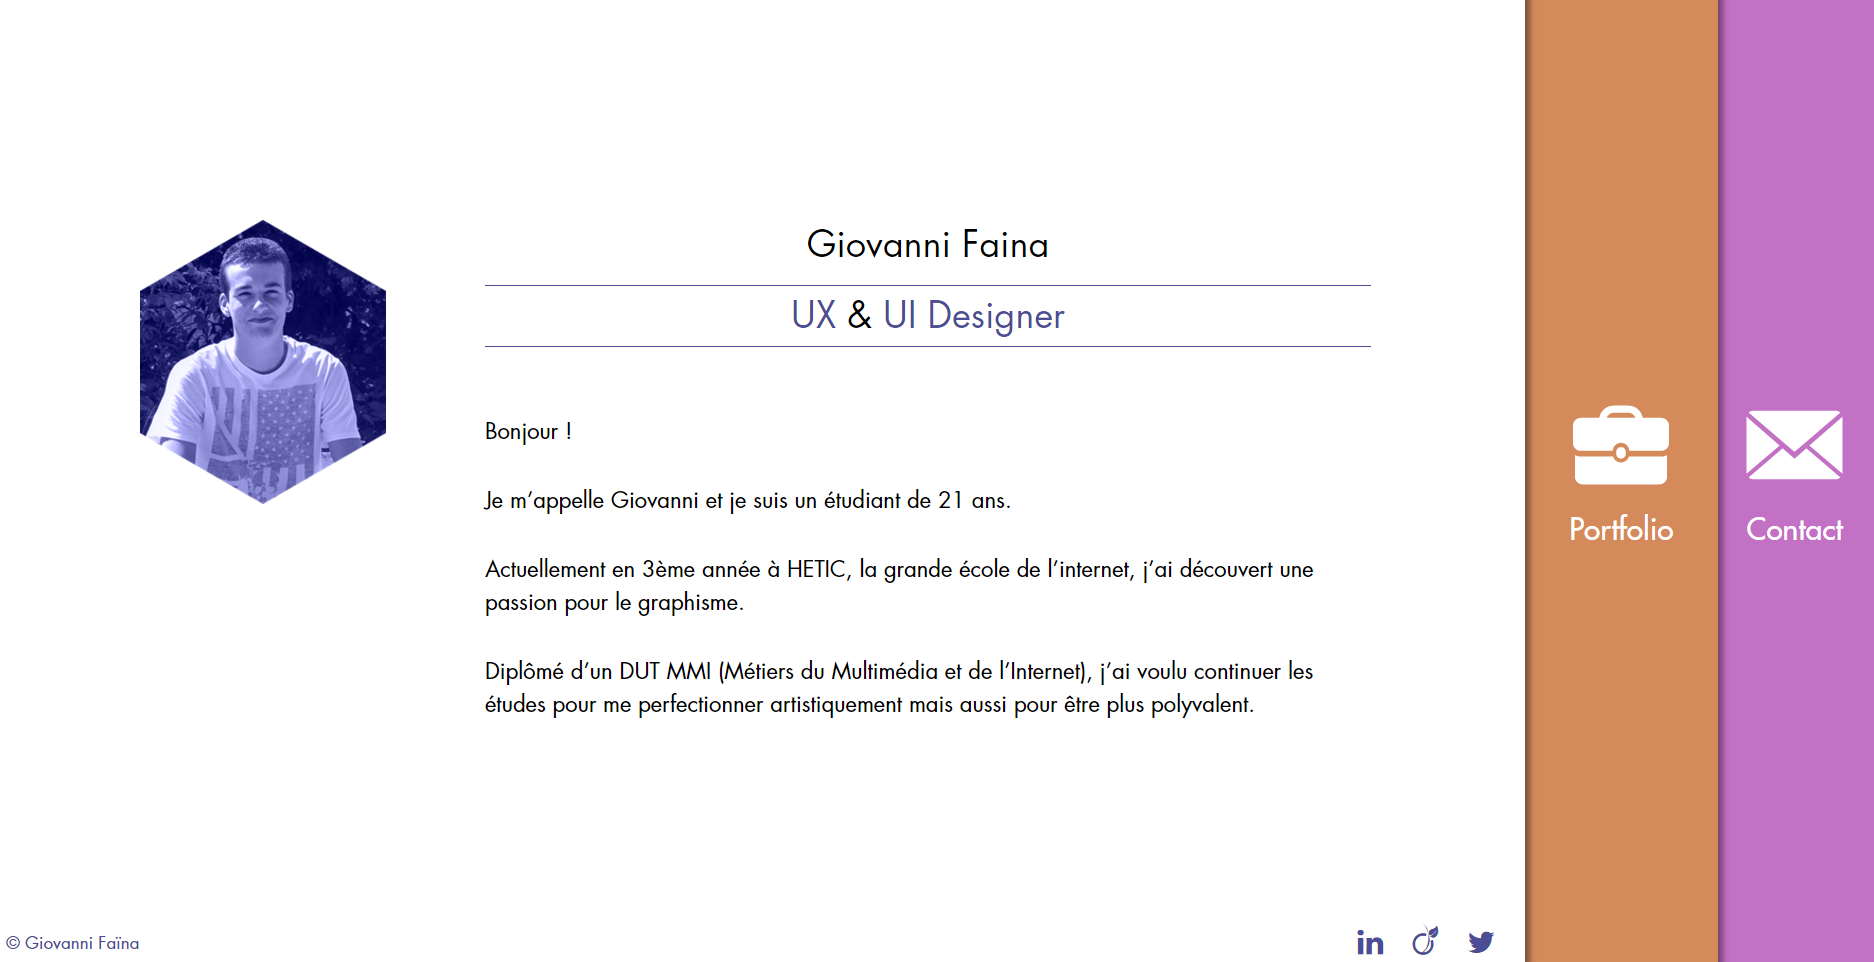 Giovanni Faina
UX & UI Designer
Bonjour !
Je m’appelle Giovanni et je suis un étudiant de 21 ans.
Actuellement en 3ème année à HETIC, la grande école de l’internet, j’ai découvert une
passion pour le graphisme.
Diplômé d’un DUT MMI (Métiers du Multimédia et de l’Internet), j’ai voulu continuer les
études pour me perfectionner artistiquement mais aussi pour être plus polyvalent.
Portfolio
Contact
© Giovanni Faïna
in